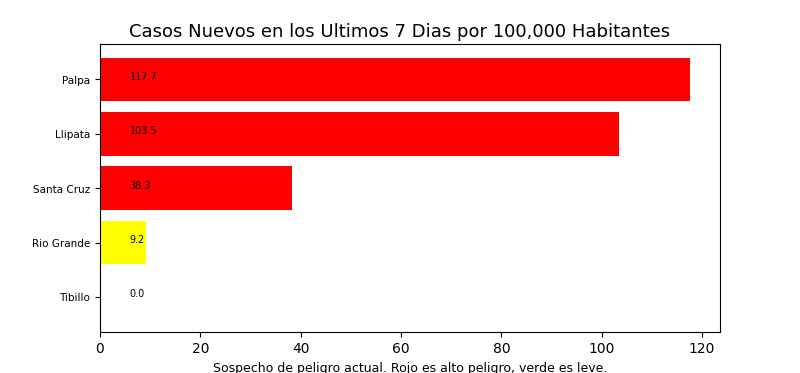 Casos Nuevos en los Ultimos 7 Dias por 100,000 Habitantes
Palpa 117.7
Llipata 103.5
Santa Cruz 38.3
Rio Grande 9.2
Tibillo 0.0
0 20 40 60 80 100 120
Sospecho de peligro actual. Rojo es alto peligro, verde es leve.